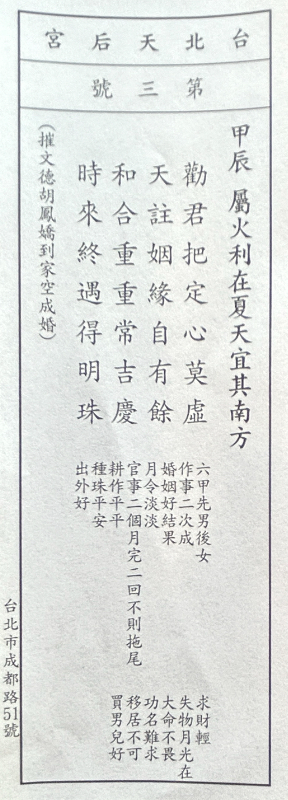 台北天后宮
第三號
甲辰 屬火利在夏天宜其南方
勸君把定心莫虛
天註姻緣自有餘
和合重重常吉慶
時來終遇得明珠
(摧文德胡鳳嬌到家空成婚)
六甲先男後女
作事二次成
婚姻好結果
月令淡淡
官事二個月完二回不則拖尾
耕作平平
種珠平安
出外好
求財輕
失物月光在
大命不畏
功名難求
移居不可
買男兒好
台北市成都路51號